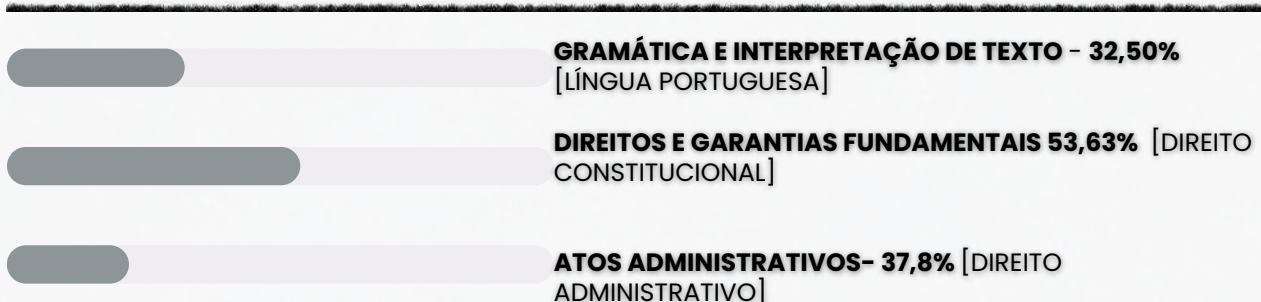 GRAMÁTICA E INTERPRETAÇÃO DE TEXTO - 32,50%
[LÍNGUA PORTUGUESA]
DIREITOS E GARANTIAS FUNDAMENTAIS 53,63% [DIREITO
CONSTITUCIONAL]
ATOS ADMINISTRATIVOS- 37,8% [DIREITO
ADMINISTRATIVO]